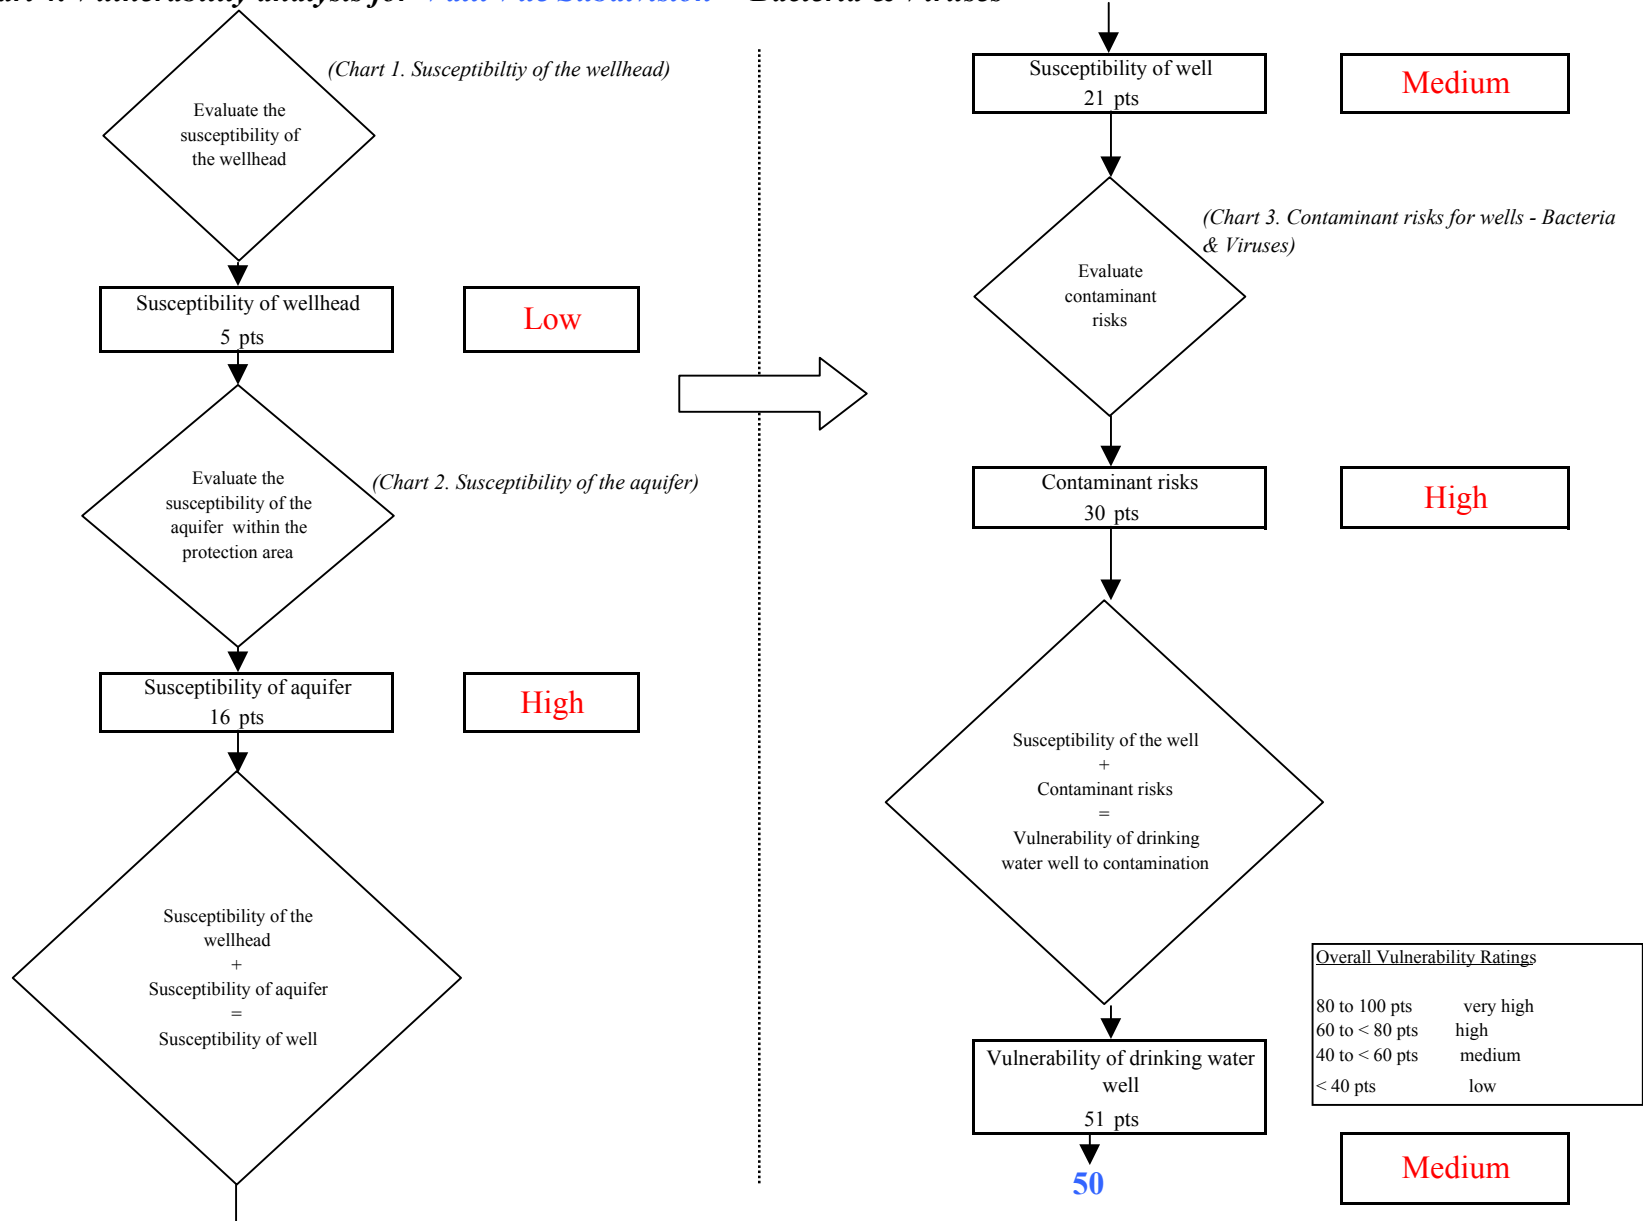 Vulnerability analysis for Subdivision - Bacteria & Viruses
(Chart 1. Susceptibiltiy of the wellhead)
Evaluate the
susceptibility of
the wellhead
Susceptibility of wellhead
5 pts
Low
Evaluate the
susceptibility of the
aquifer within the
protection area
(Chart 2. Susceptibility of the aquifer)
Susceptibility of aquifer
16 pts
High
Susceptibility of the
wellhead
+
Susceptibility of aquifer
=
Susceptibility of well
Susceptibility of well
21 pts
Medium
(Chart 3. Contaminant risks for wells - Bacteria
& Viruses)
Evaluate
contaminant
risks
Contaminant risks
30 pts
High
Susceptibility of the well
+
Contaminant risks
=
Vulnerability of drinking
water well to contamination
Overall Vulnerability Ratings
80 to 100 pts very high
60 to < 80 pts high
40 to < 60 pts medium
< 40 pts low
Vulnerability of drinking water
well
51 pts
50
Medium